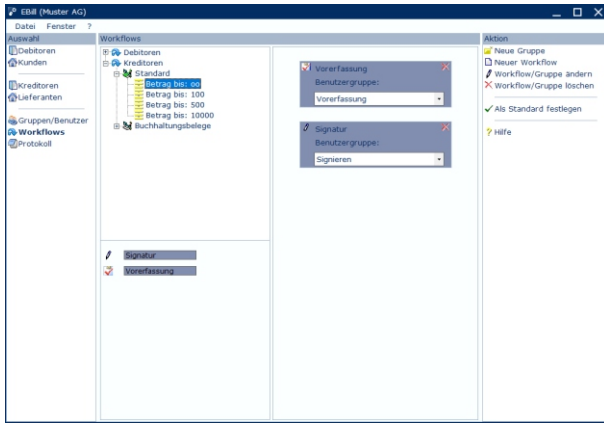 EBill (Muster AG)
Datei Fenster ?
Auswahl
Debitoren
Kunden
Kreditoren
Lieferanten
Gruppen/Benutzer
Workflows
Protokoll
Workflows
Debitoren
Kreditoren
Standard
Betrag bis: oo
Betrag bis: 100
Betrag bis: 500
Betrag bis: 10000
Buchhaltungsbelege
Signatur
Vorerfassung
Vorerfassung
Benutzergruppe:
Vorerfassung
Signatur
Benutzergruppe:
Signieren
Aktion
Neue Gruppe
Neuer Workflow
Workflow/Gruppe ändern
Workflow/Gruppe löschen
Als Standard festlegen
Hilfe